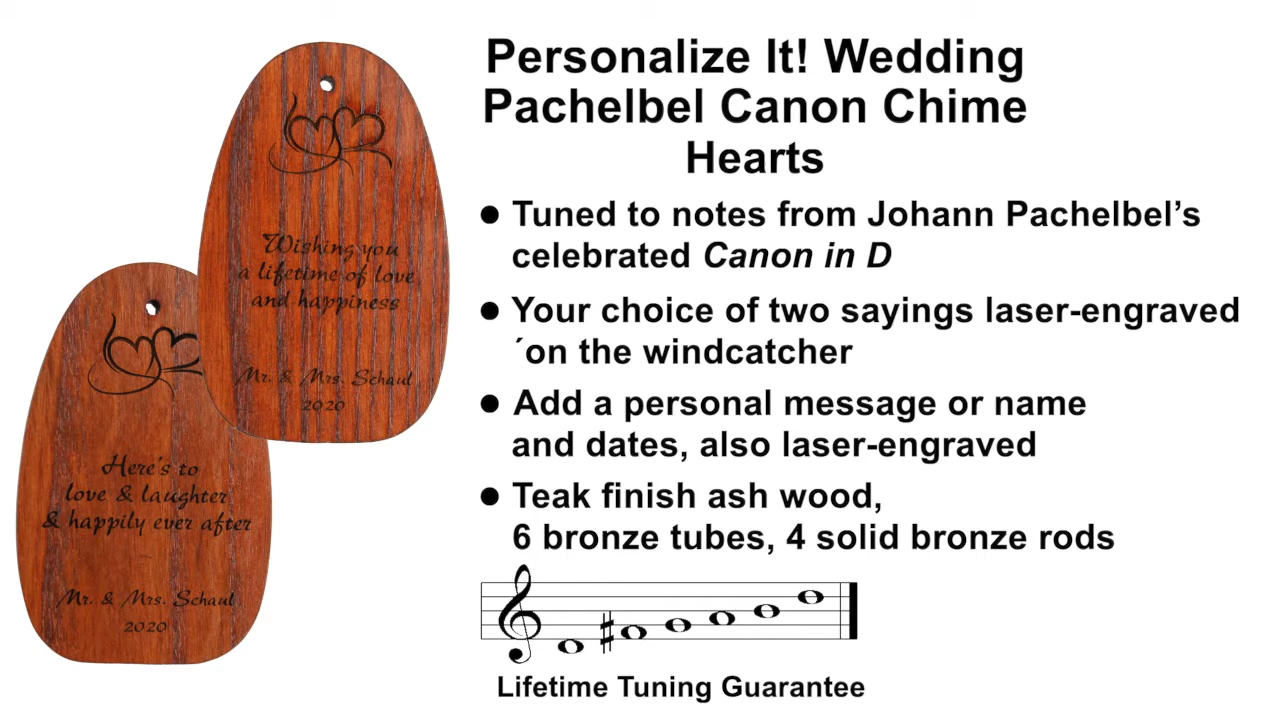 Personalize It! Wedding
Pachelbel Canon Chime
Hearts
• Tuned to notes from Johann Pachelbel’s
celebrated Canon in D
• Your choice of two sayings laser-engraved
´on the windcatcher
• Add a personal message or name
and dates, also laser-engraved
• Teak finish ash wood,
6 bronze tubes, 4 solid bronze rods
Lifetime Tuning Guarantee
Wishing you
a lifetime of love
and happiness
Mr. & Mrs. Schaul
2020
Here's to
love & laughter
& happily ever after
Mr. & Mrs. Schaul
2020